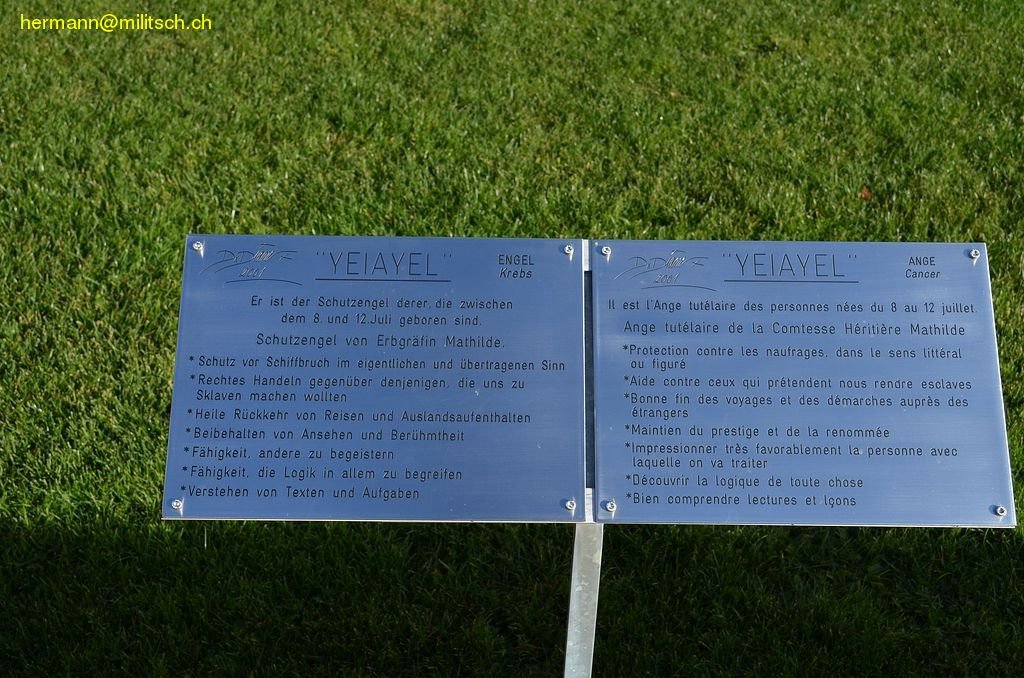 hermann@militsch.ch
2001
"YEIAYEL"
ENGEL
Krebs
Er ist der Schutzengel derer, die zwischen
dem 8. und 12.Juli geboren sind.
Schutzengel von Erbgräfin Mathilde.
*Schutz vor Schiffbruch im eigentlichen und übertragenen Sinn
*Rechtes Handeln gegenüber denjenigen, die uns zu
Sklaven machen wollten
*Heile Rückkehr von Reisen und Auslandsaufenthalten
*Beibehalten von Ansehen und Berühmtheit
*Fähigkeit, andere zu begeistern
*Fähigkeit, die Logik in allem zu begreifen
*Verstehen von Texten und Aufgaben
2001
"YEIAYEL"
ANGE
Cancer
Il est l'Ange tutélaire des personnes nées du 8 au 12 juillet.
Ange tutélaire de la Comtesse Héritière Mathilde
*Protection contre les naufrages, dans le sens littéral
ou figuré
*Aide contre ceux qui prétendent nous rendre esclaves
*Bonne fin des voyages et des démarches auprès des
étrangers
*Maintien du prestige et de la renommée
*Impressionner très favorablement la personne avec
laquelle on va traiter
*Découvrir la logique de toute chose
*Bien comprendre lectures et lçons